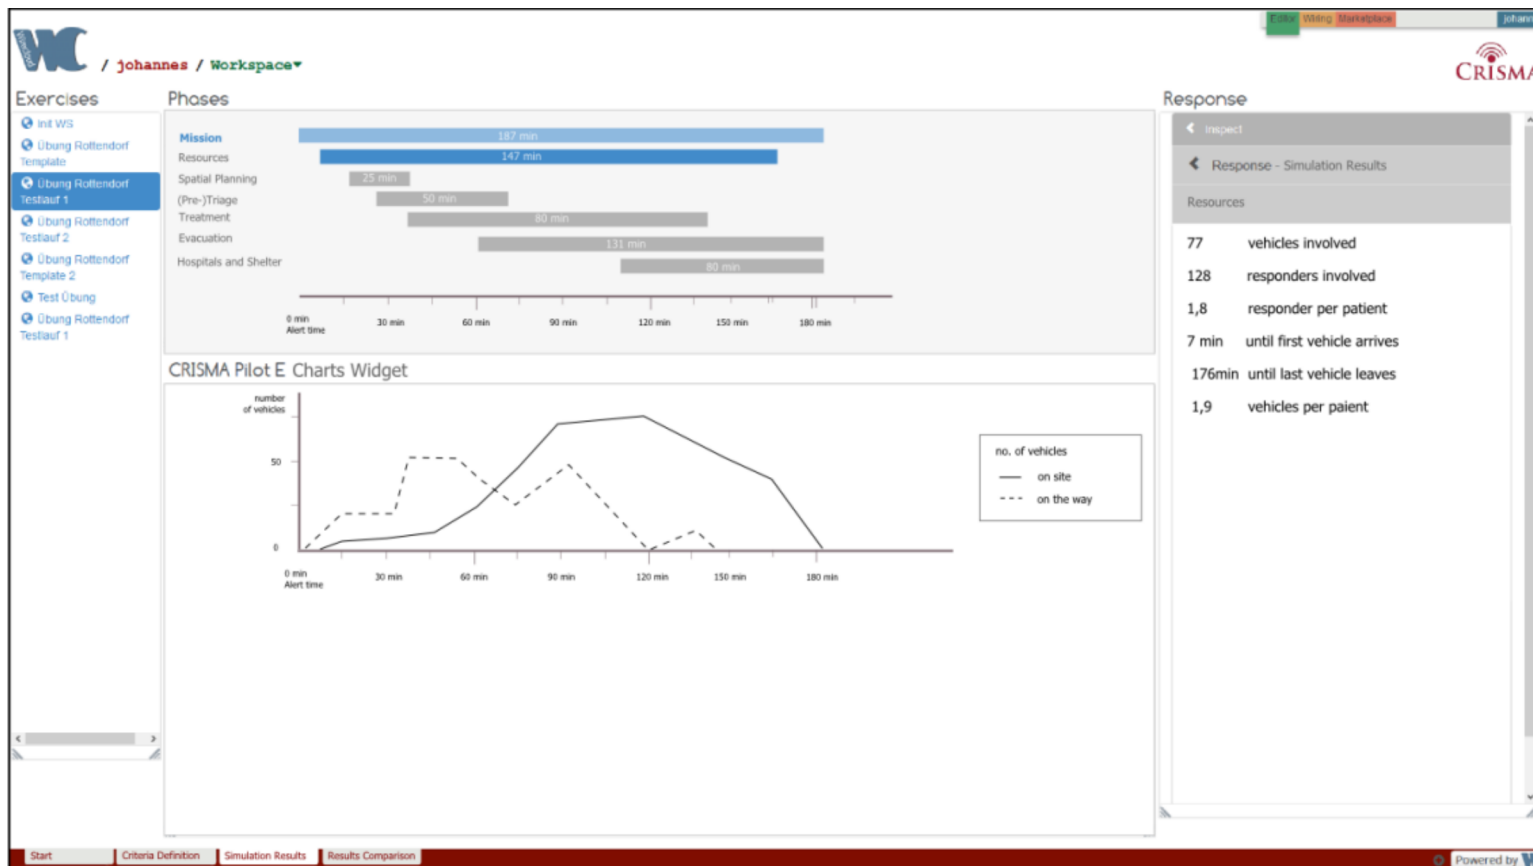 Editor Wiring Marketplace johann
WC / johannes / Workspace
CRISMA
Exercises
Init WS
Übung Rottendorf
Template
Übung Rottendorf
Testlauf 1
Übung Rottendorf
Testlauf 2
Übung Rottendorf
Template 2
Test Übung
Übung Rottendorf
Testlauf 1
Phases
Mission 187 min
Resources 147 min
Spatial Planning 25 min
(Pre-)Triage 50 min
Treatment 80 min
Evacuation 131 min
Hospitals and Shelter 80 min
0 min 30 min 60 min 90 min 120 min 150 min 180 min
Alert time
CRISMA Pilot E Charts Widget
number
of vehicles
50
0
0 min 30 min 60 min 90 min 120 min 150 min 180 min
Alert time
no. of vehicles
on site
on the way
Response
Inspect
Response - Simulation Results
Resources
77 vehicles involved
128 responders involved
1,8 responder per patient
7 min until first vehicle arrives
176min until last vehicle leaves
1,9 vehicles per paient
Start Criteria Definition Simulation Results Results Comparison
Powered by